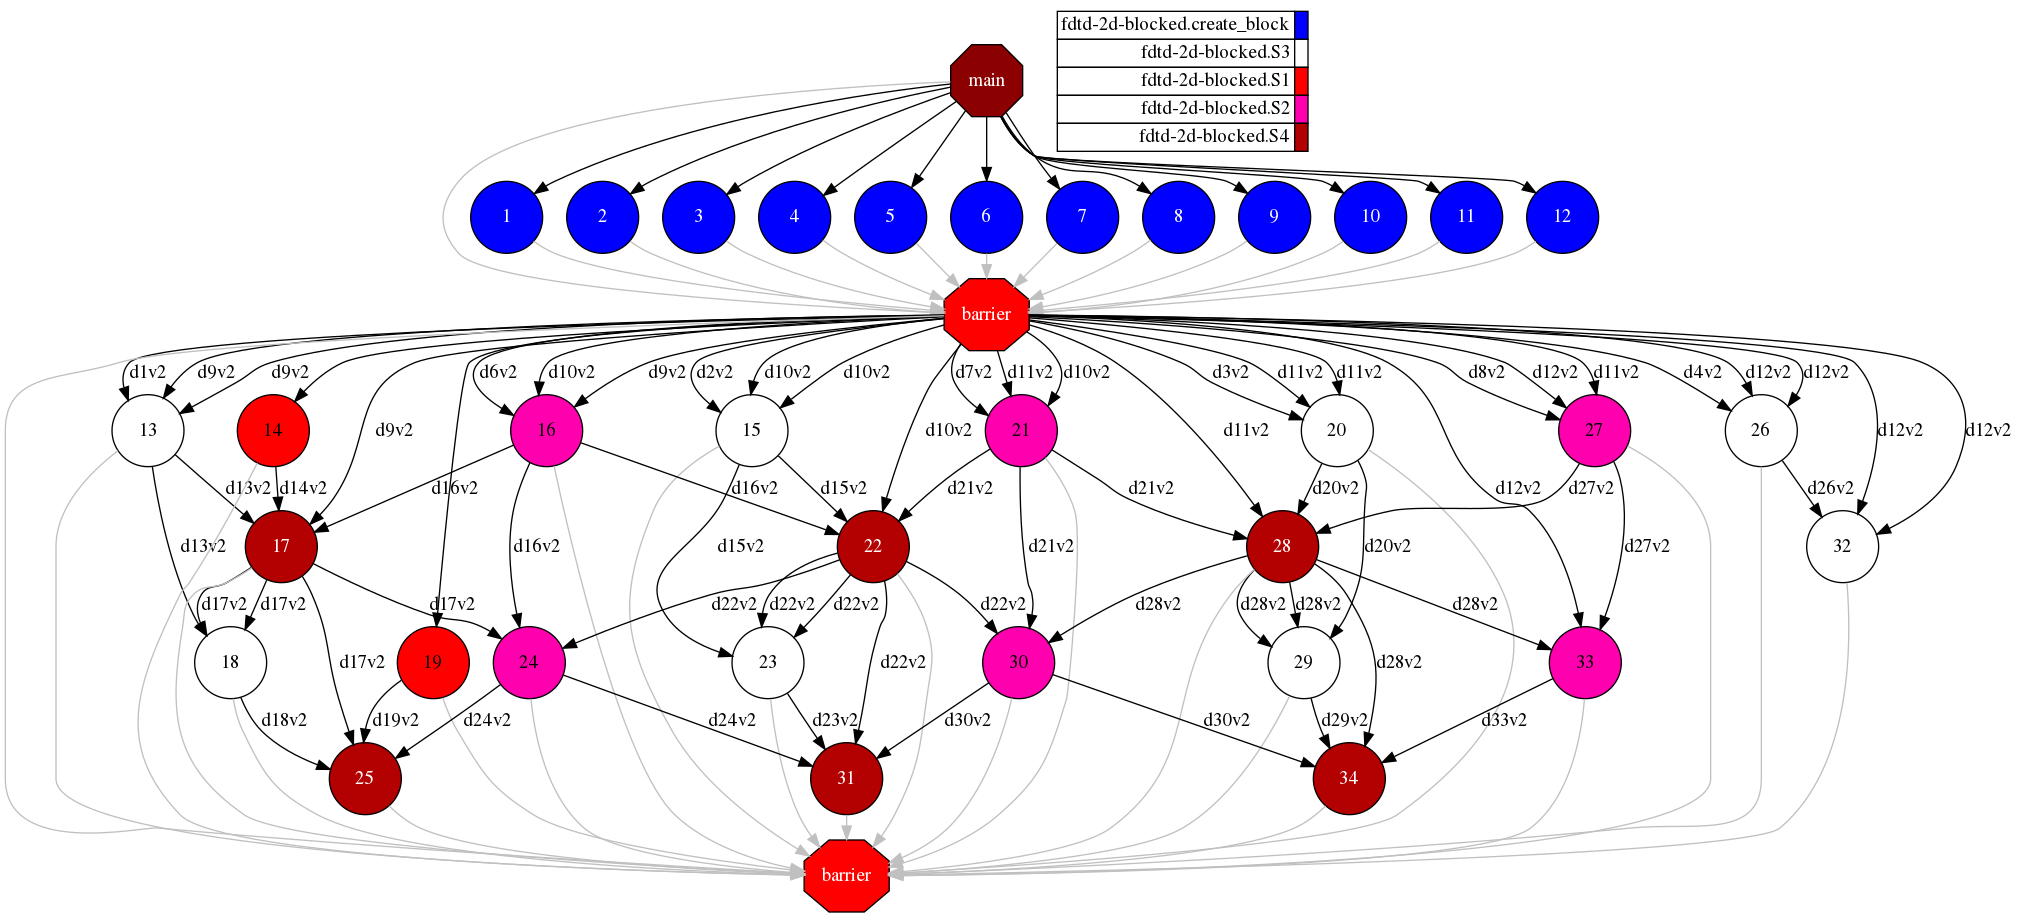 fdtd-2d-blocked.create_block
fdtd-2d-blocked.S3
main
fdtd-2d-blocked.S1
fdtd-2d-blocked.S2
fdtd-2d-blocked.S4
1 2 3 4 5 6 7 8 9 10 11 12
barrier
d1v2 d9v2 d9v2 d6v2 d10v2 d9v2 d2v2 d10v2 d10v2 d7v2 d11v2 d10v2 d3v2 d11v2 d11v2 d8v2 d12v2 d11v2 d4v2 d12v2 d12v2
13 14 d9v2 16 15 d10v2 21 d11v2 20 27 26 d12v2 d12v2
d13v2 d14v2 d16v2 d16v2 d15v2 d21v2 d21v2 d20v2 d12v2 d27v2 d26v2
d13v2 17 d16v2 d15v2 22 d21v2 28 d20v2 d27v2 32
d17v2 d17v2 d17v2 d22v2 d22v2 d22v2 d22v2 d28v2 d28v2 d28v2 d28v2
18 d17v2 19 24 23 d22v2 30 29 d28v2 33
d18v2 d19v2 d24v2 d24v2 d23v2 d30v2 d30v2 d29v2 d33v2
25 31 34
barrier